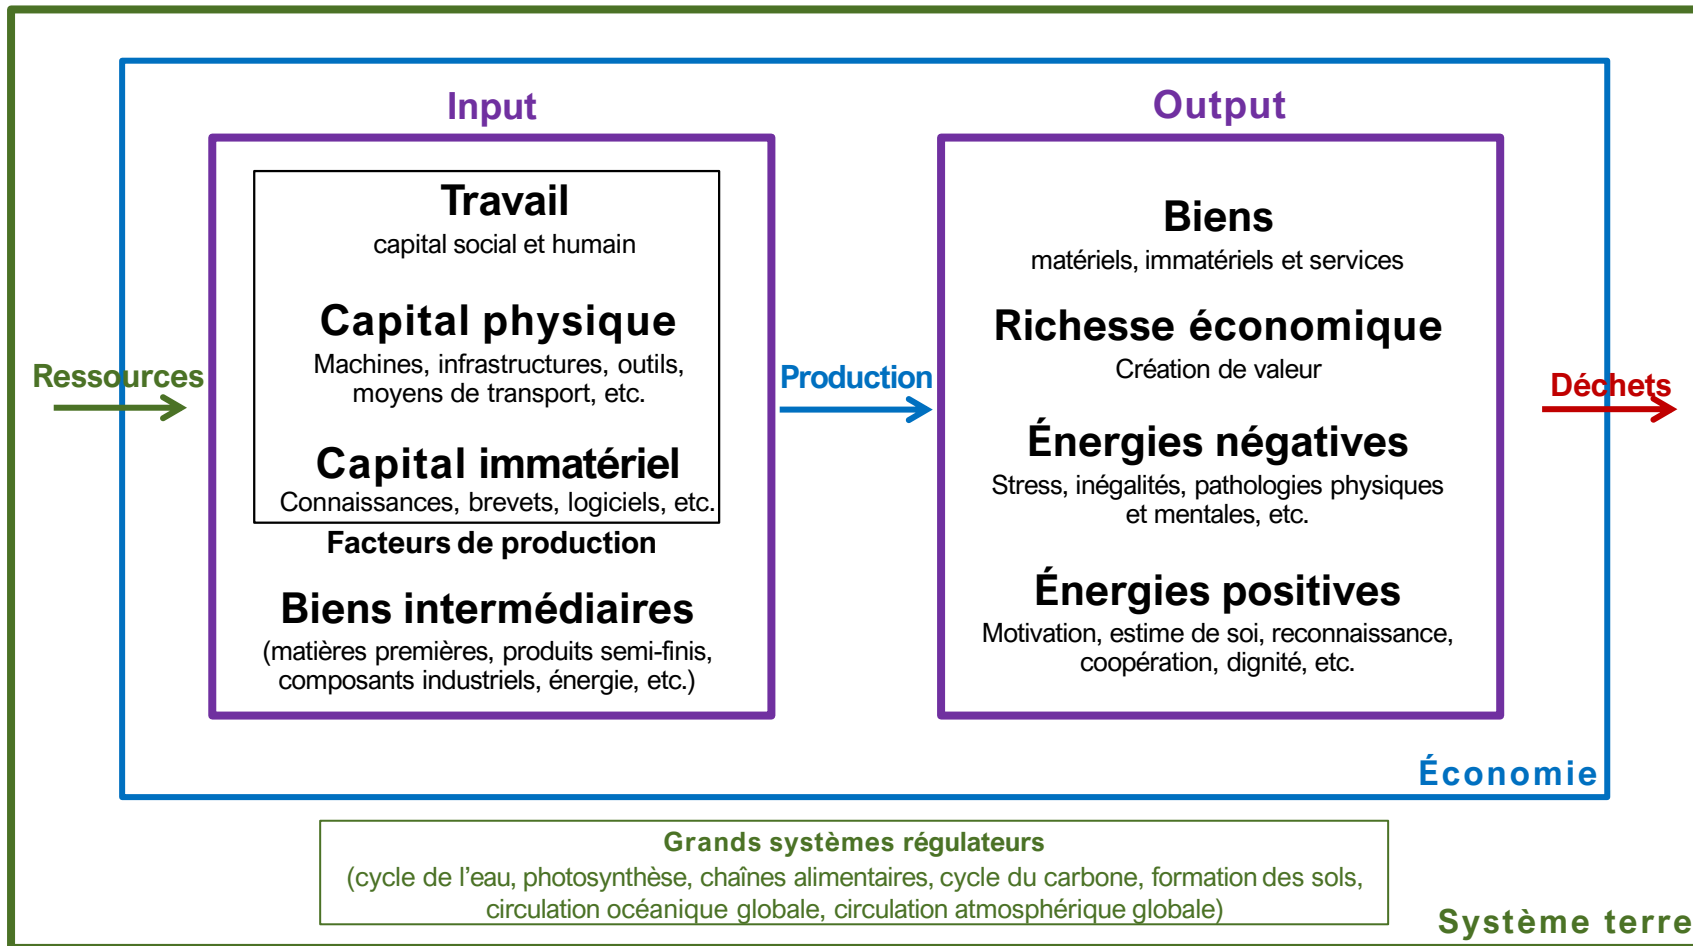 Input
Output
Travail
capital social et humain
Capital physique
Machines, infrastructures, outils,
moyens de transport, etc.
Capital immatériel
Connaissances, brevets, logiciels, etc.
Facteurs de production
Biens intermédiaires
(matières premières, produits semi-finis,
composants industriels, énergie, etc.)
Ressources
Production
Biens
matériels, immatériels et services
Richesse économique
Création de valeur
Énergies négatives
Stress, inégalités, pathologies physiques
et mentales, etc.
Énergies positives
Motivation, estime de soi, reconnaissance,
coopération, dignité, etc.
Déchets
Économie
Grands systèmes régulateurs
(cycle de l’eau, photosynthèse, chaînes alimentaires, cycle du carbone, formation des sols,
circulation océanique globale, circulation atmosphérique globale)
Système terre